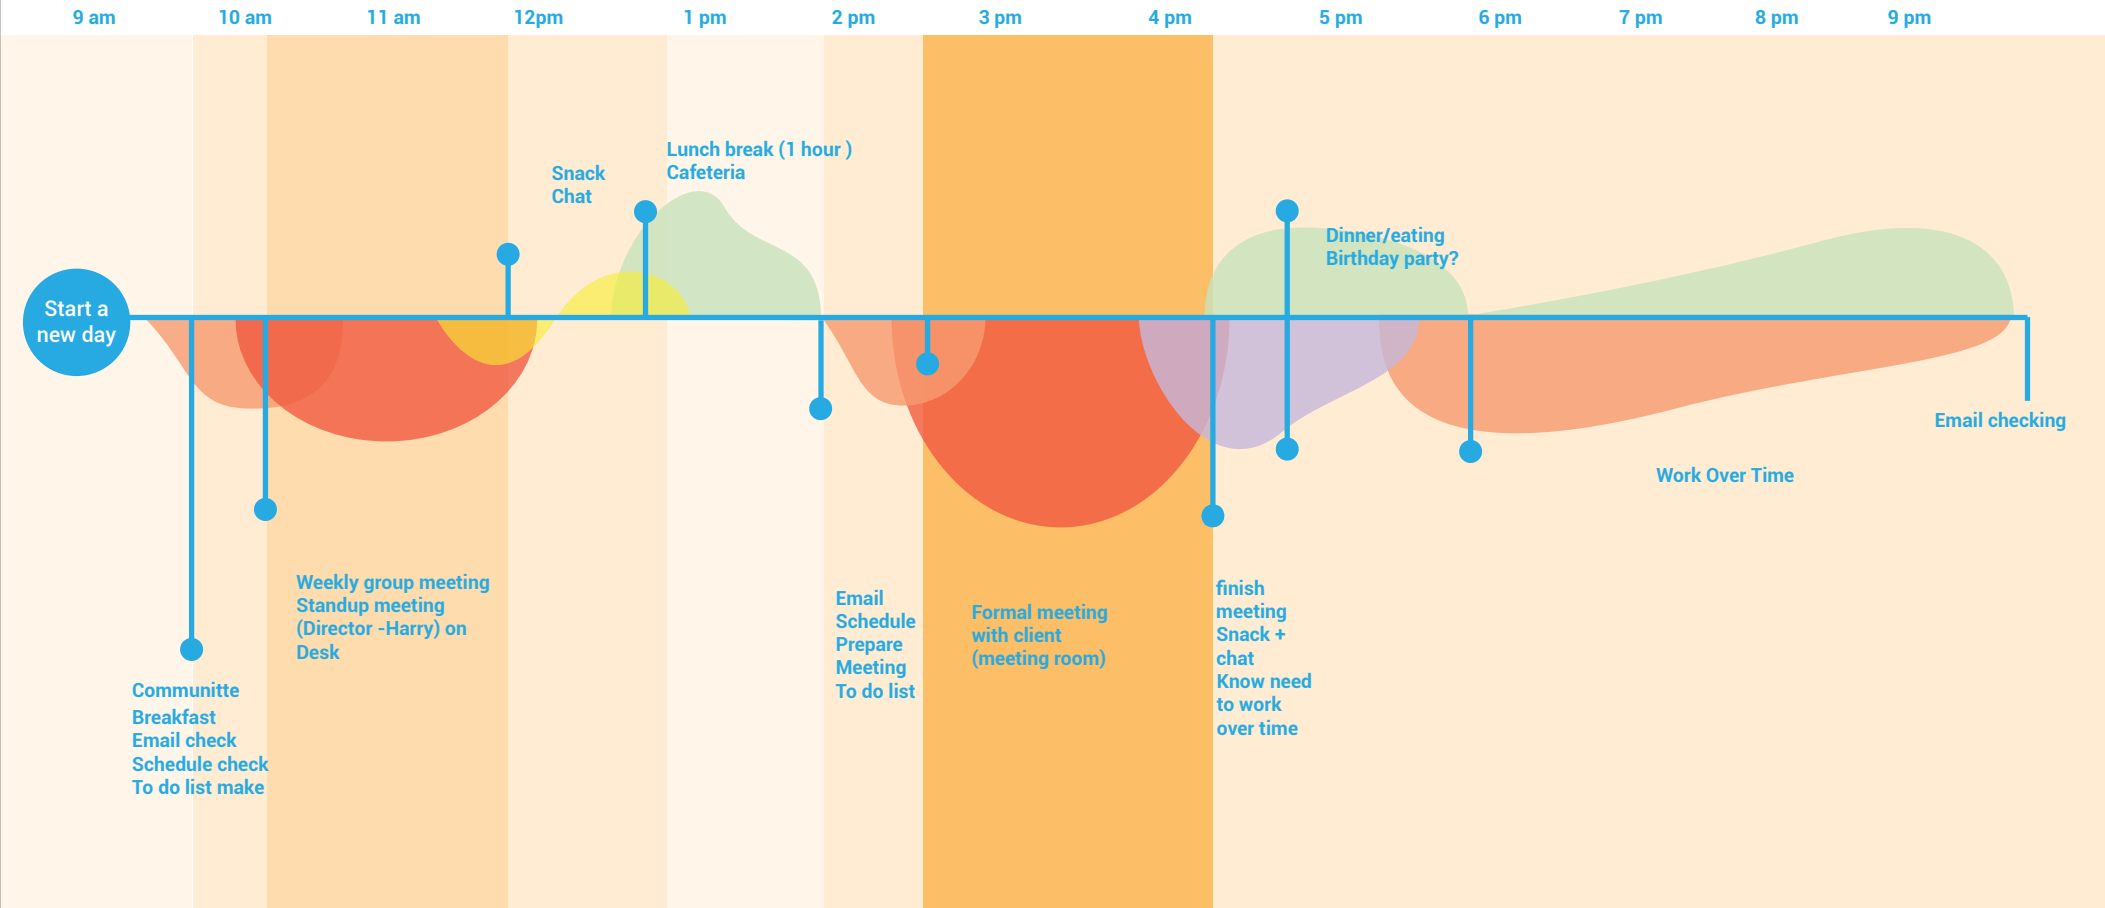 9 am 10 am 11 am 12pm 1 pm 2 pm 3 pm 4 pm 5 pm 6 pm 7 pm 8 pm 9 pm
Start a
new day
Snack
Chat
Lunch break (1 hour )
Cafeteria
Dinner/eating
Birthday party?
Communitte
Breakfast
Email check
Schedule check
To do list make
Weekly group meeting
Standup meeting
(Director -Harry) on
Desk
Email
Schedule
Prepare
Meeting
To do list
Formal meeting
with client
(meeting room)
finish
meeting
Snack +
chat
Know need
to work
over time
Work Over Time
Email checking